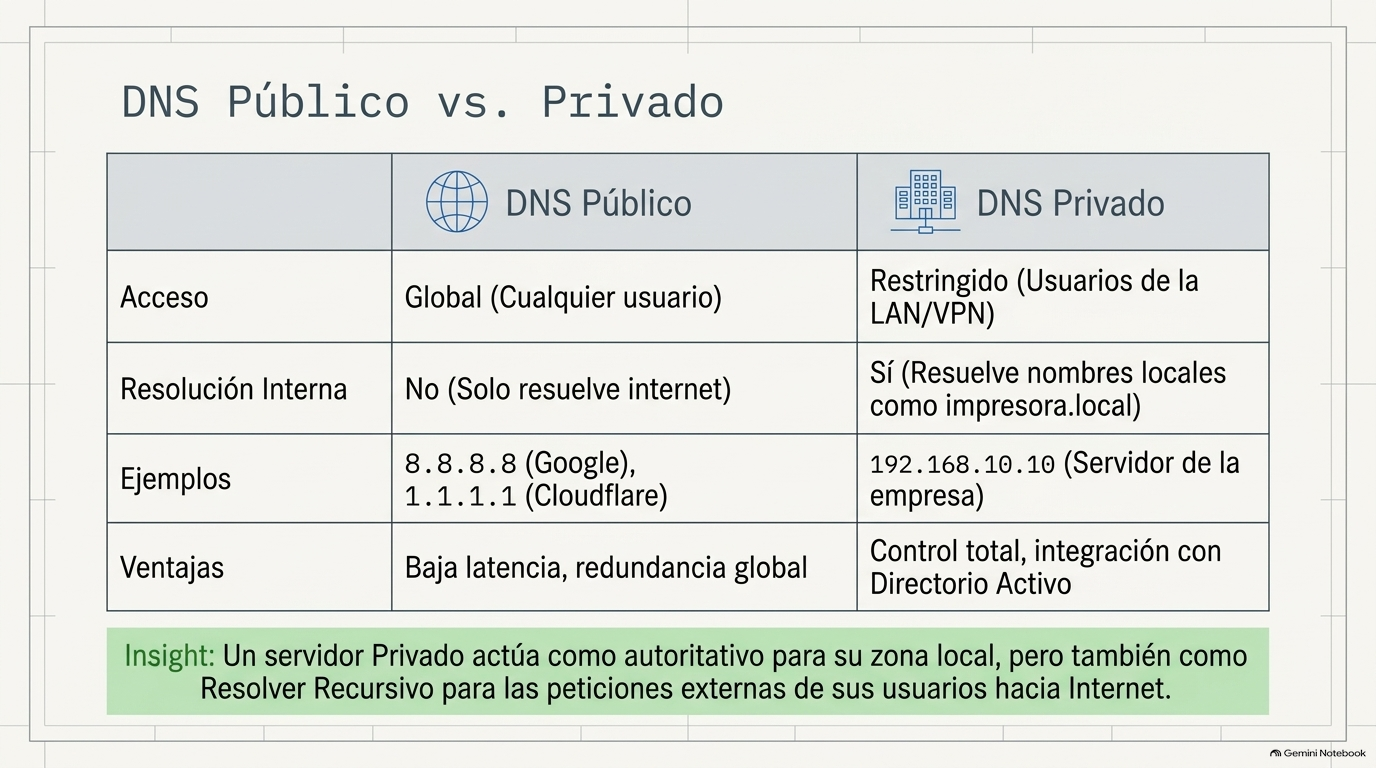 DNS Público vs. Privado
DNS Público
DNS Privado
Acceso
Global (Cualquier usuario)
Restringido (Usuarios de la
LAN/VPN)
Resolución Interna
No (Solo resuelve internet)
Sí (Resuelve nombres locales
como impresora.local)
Ejemplos
8.8.8.8 (Google),
1.1.1.1 (Cloudflare)
192.168.10.10 (Servidor de la
empresa)
Ventajas
Baja latencia, redundancia global
Control total, integración con
Directorio Activo
Insight: Un servidor Privado actúa como autoritativo para su zona local, pero también como
Resolver Recursivo para las peticiones externas de sus usuarios hacia Internet.
Gemini Notebook